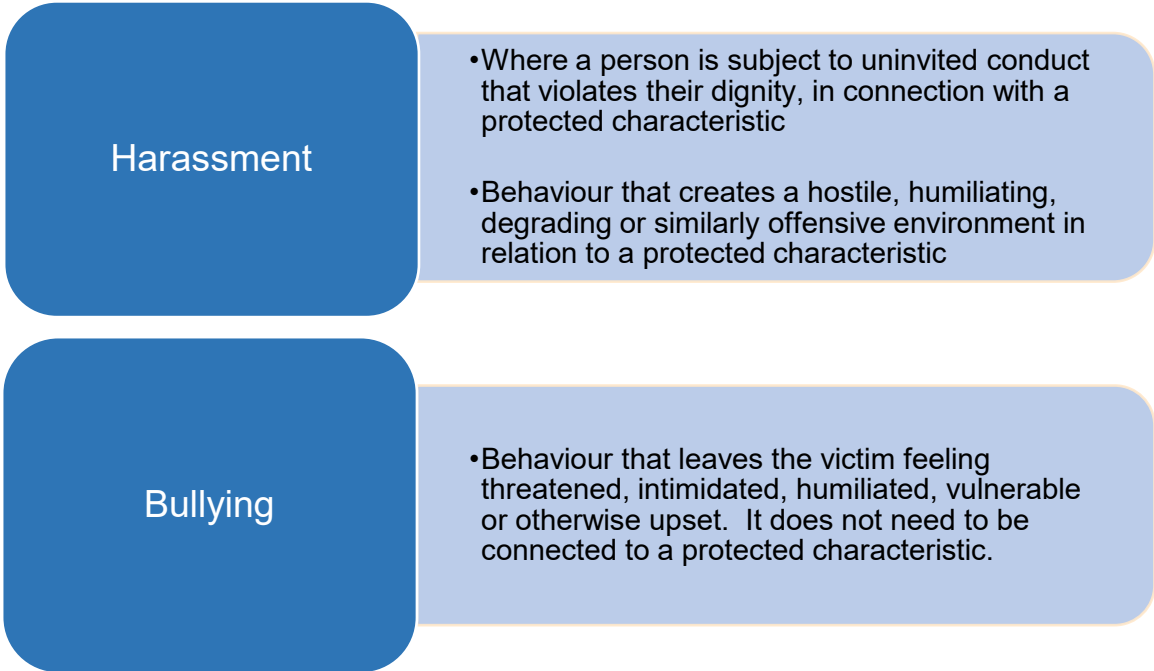 Harassment
•Where a person is subject to uninvited conduct
that violates their dignity, in connection with a
protected characteristic
•Behaviour that creates a hostile, humiliating,
degrading or similarly offensive environment in
relation to a protected characteristic
Bullying
•Behaviour that leaves the victim feeling
threatened, intimidated, humiliated, vulnerable
or otherwise upset.  It does not need to be
connected to a protected characteristic.